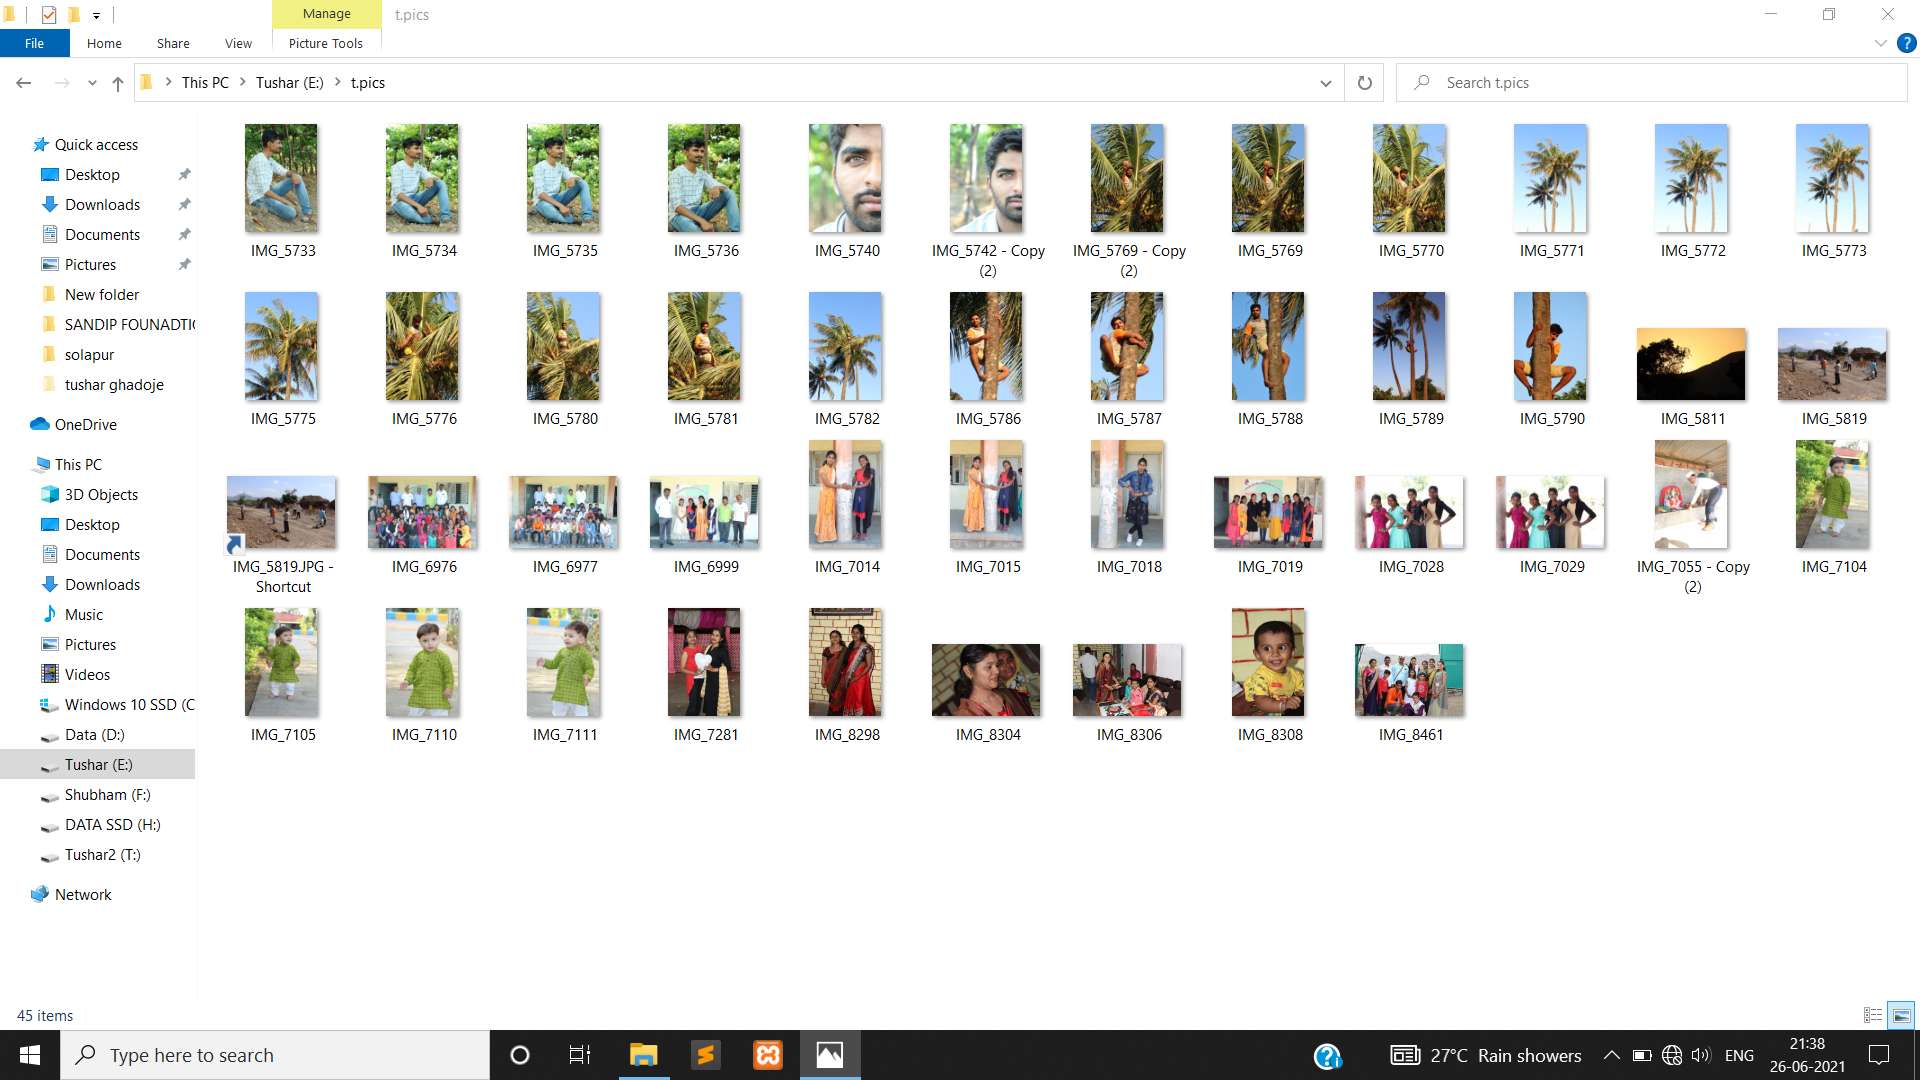 Manage
t.pics
File
Home
Share
View
Picture Tools
?
This PC
Tushar (E:)
t.pics
Search t.pics
Quick access
Desktop
Downloads
Documents
Pictures
New folder
SANDIP FOUNADTIC
solapur
tushar ghadoje
OneDrive
This PC
3D Objects
Desktop
Documents
Downloads
Music
Pictures
Videos
Windows 10 SSD (C
Data (D:)
Tushar (E:)
Shubham (F:)
DATA SSD (H:)
Tushar2 (T:)
Network
IMG_5733
IMG_5734
IMG_5735
IMG_5736
IMG_5740
IMG_5742 - Copy
(2)
IMG_5769 - Copy
(2)
IMG_5769
IMG_5770
IMG_5771
IMG_5772
IMG_5773
IMG_5775
IMG_5776
IMG_5780
IMG_5781
IMG_5782
IMG_5786
IMG_5787
IMG_5788
IMG_5789
IMG_5790
IMG_5811
IMG_5819
IMG_5819.JPG -
Shortcut
IMG_6976
IMG_6977
IMG_6999
IMG_7014
IMG_7015
IMG_7018
IMG_7019
IMG_7028
IMG_7029
IMG_7055 - Copy
(2)
IMG_7104
IMG_7105
IMG_7110
IMG_7111
IMG_7281
IMG_8298
IMG_8304
IMG_8306
IMG_8308
IMG_8461
45 items
Type here to search
27°C Rain showers
ENG
21:38
26-06-2021